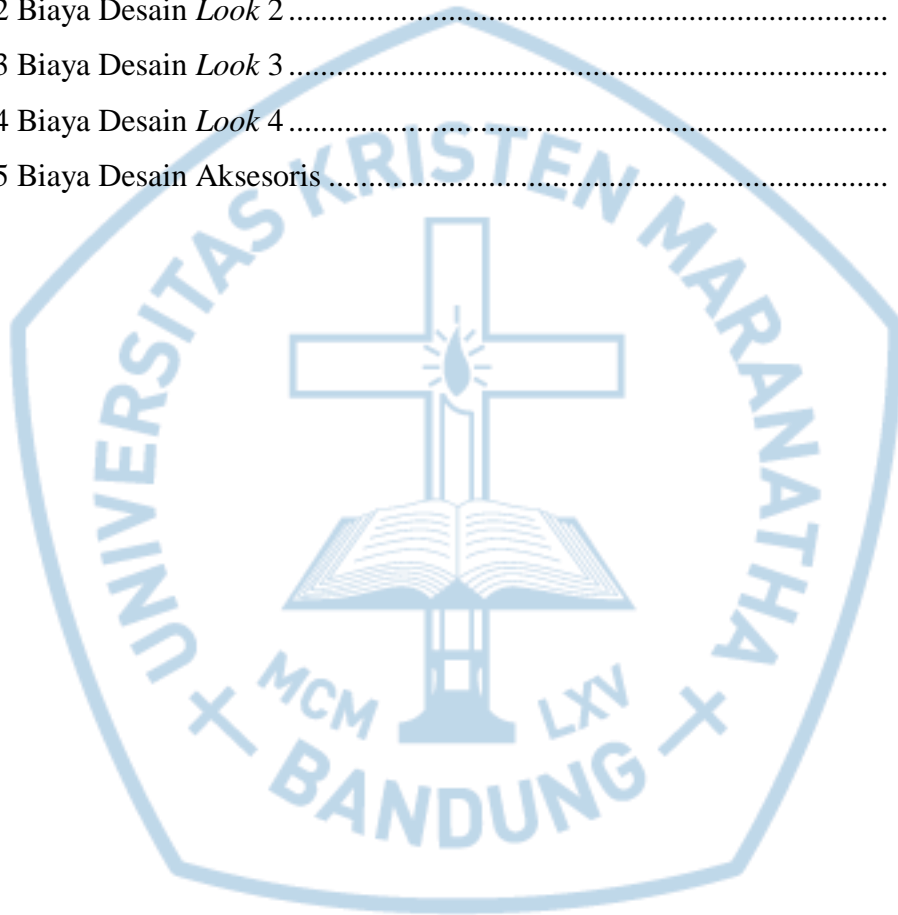 2 Biaya Desain Look 2
3 Biaya Desain Look 3
4 Biaya Desain Look 4
5 Biaya Desain Aksesoris
UNIVERSITAS KRISTEN MARANATHA
MCM LXV
BANDUNG